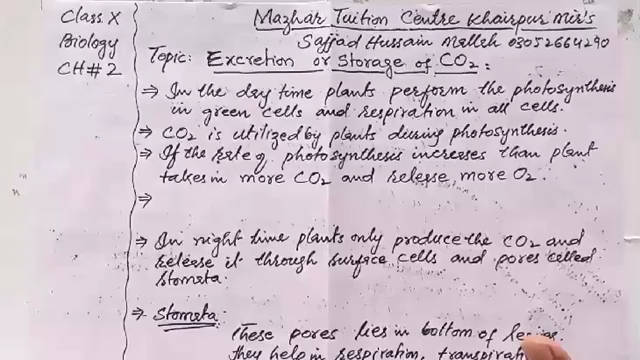 Class X
Biology
CH#2
Mazhar Tuition Centre Khairpur Mir's
Sajjad Hussain Malleh 03052664290
Topic: Excretion or Storage of CO2:
⇒ In the day time plants perform the photosynthesis
in green cells and respiration in all cells.
⇒ CO2 is utilized by plants during photosynthesis.
⇒ If the rate of photosynthesis increases than plant
takes in more CO2 and release more O2.
⇒
⇒ In night time plants only produce the CO2 and
release it through surface cells and pores called
Stomata.
⇒ Stomata:
These pores lies in bottom of
they help in respiration,